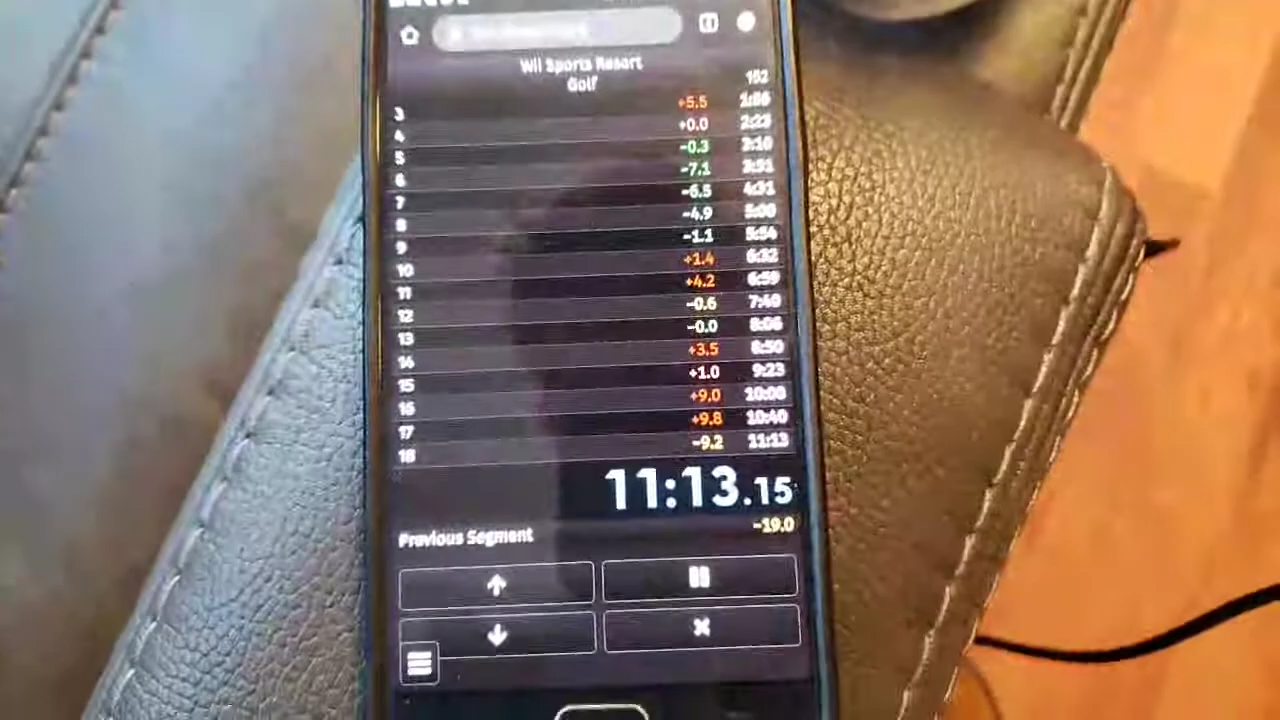 Wii Sports Resort
Golf
152
3 +5.5 1:56
4 +0.0 2:23
5 -0.3 3:10
6 -7.1 3:51
7 -6.5 4:31
8 -4.9 5:00
9 -1.1 5:54
10 +1.4 6:32
11 +4.2 6:59
12 -0.6 7:49
13 -0.0 8:06
14 +3.5 8:50
15 +1.0 9:23
16 +9.0 10:08
17 +9.8 10:40
18 -9.2 11:13
11:13.15
Previous Segment -19.0